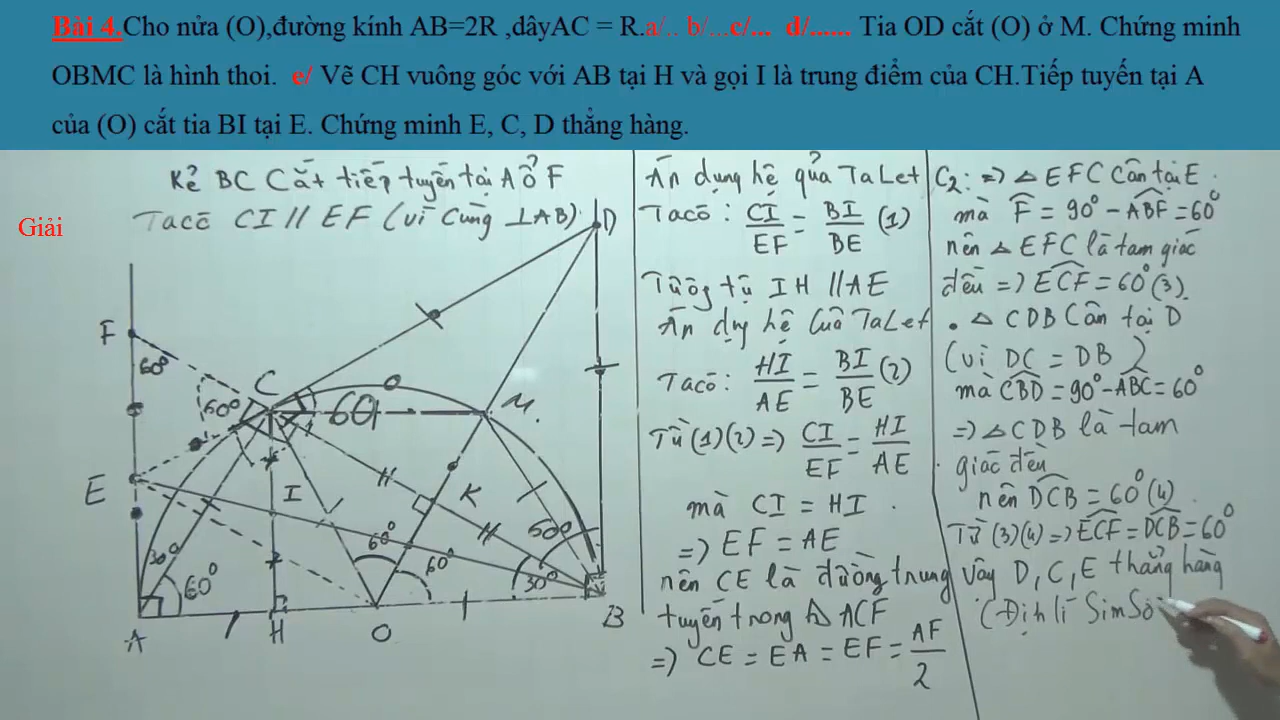 Bài 4.Cho nửa (O),đường kính AB=2R ,dâyAC = R.a/.. b/...c/... d/...... Tia OD cắt (O) ở M. Chứng minh
OBMC là hình thoi. e/ Vẽ CH vuông góc với AB tại H và gọi I là trung điểm của CH.Tiếp tuyến tại A
của (O) cắt tia BI tại E. Chứng minh E, C, D thẳng hàng.
Giải
Kẻ BC Cắt tiếp tuyến tại A ở F
Ta có CI // EF (vì Cùng ⊥AB)
D
F
60°
C
60°
M
E
I
K
30°
60°
60°
60°
60°
30°
A
H
O
B
Áp dụng hệ quả TaLet
Ta có: CI/EF = BI/BE (1)
Tương tự IH // AE
Áp dụng hệ quả TaLet
Ta có: HI/AE = BI/BE (2)
Từ (1)(2) => CI/EF = HI/AE
mà CI = HI
=> EF = AE
nên CE là đường trung
tuyến trong Δ ACF
=> CE = EA = EF = AF/2
C2: => Δ EFC Cân tại E
mà F̂ = 90° - ABF = 60°
nên Δ EFC là tam giác
đều => ECF = 60° (3).
. Δ CDB Cân tại D
(vì DC = DB)
mà CBD = 90° - ABC = 60°
=> Δ CDB là tam
giác đều
nên DCB = 60° (4)
Từ (3)(4) => ECF = DCB = 60°
Vậy D, C, E thẳng hàng
(Định lí SimSơ